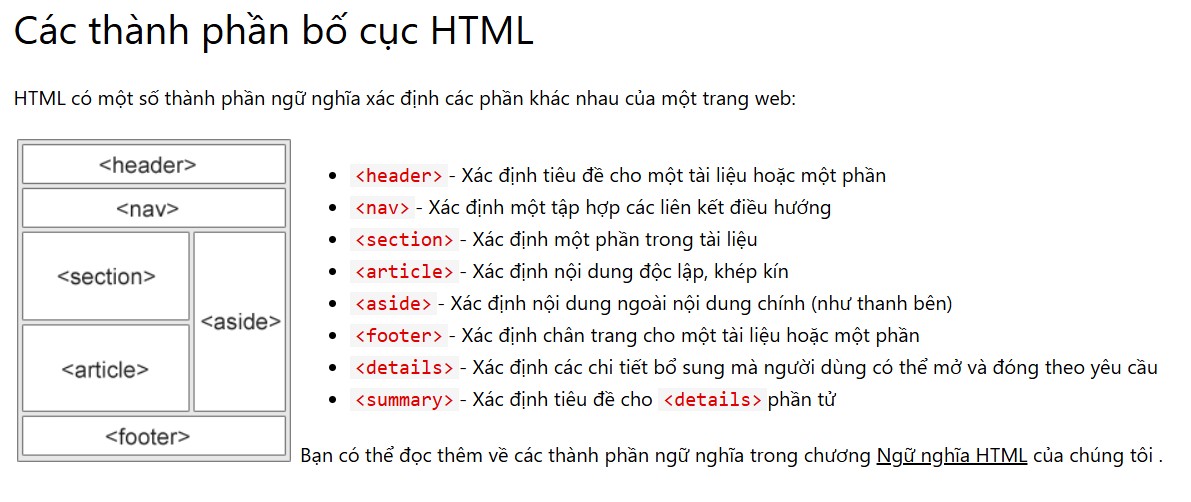 Các thành phần bố cục HTML
HTML có một số thành phần ngữ nghĩa xác định các phần khác nhau của một trang web:
<header>
<nav>
<section>
<aside>
<article>
<footer>
<header> - Xác định tiêu đề cho một tài liệu hoặc một phần
<nav> - Xác định một tập hợp các liên kết điều hướng
<section> - Xác định một phần trong tài liệu
<article> - Xác định nội dung độc lập, khép kín
<aside> - Xác định nội dung ngoài nội dung chính (như thanh bên)
<footer> - Xác định chân trang cho một tài liệu hoặc một phần
<details> - Xác định các chi tiết bổ sung mà người dùng có thể mở và đóng theo yêu cầu
<summary> - Xác định tiêu đề cho <details> phần tử
Bạn có thể đọc thêm về các thành phần ngữ nghĩa trong chương Ngữ nghĩa HTML của chúng tôi .